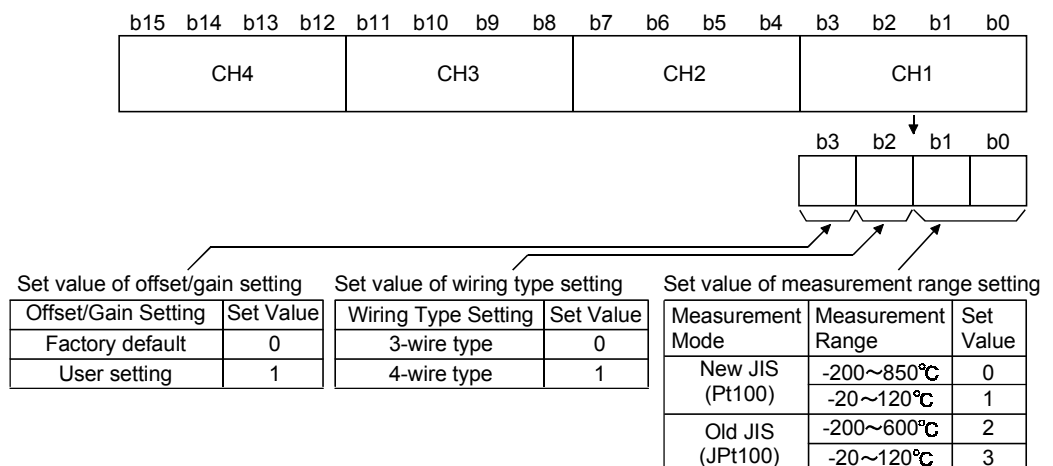 b15 b14 b13 b12 b11 b10 b9 b8 b7 b6 b5 b4 b3 b2 b1 b0
CH4 CH3 CH2 CH1
b3 b2 b1 b0
Set value of offset/gain setting
Offset/Gain Setting Set Value
Factory default 0
User setting 1
Set value of wiring type setting
Wiring Type Setting Set Value
3-wire type 0
4-wire type 1
Set value of measurement range setting
Measurement Mode Measurement Range Set Value
New JIS (Pt100) -200～850℃ 0
-20～120℃ 1
Old JIS (JPt100) -200～600℃ 2
-20～120℃ 3